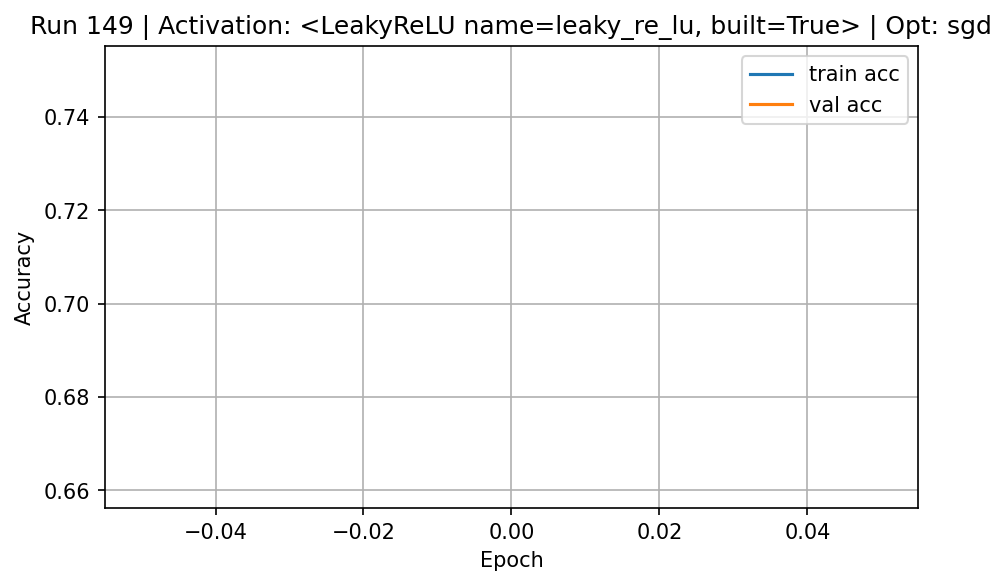 Run 149 | Activation: <LeakyReLU name=leaky_re_lu, built=True> | Opt: sgd
train acc
val acc
0.74
0.72
0.70
0.68
0.66
Accuracy
−0.04
−0.02
0.00
0.02
0.04
Epoch